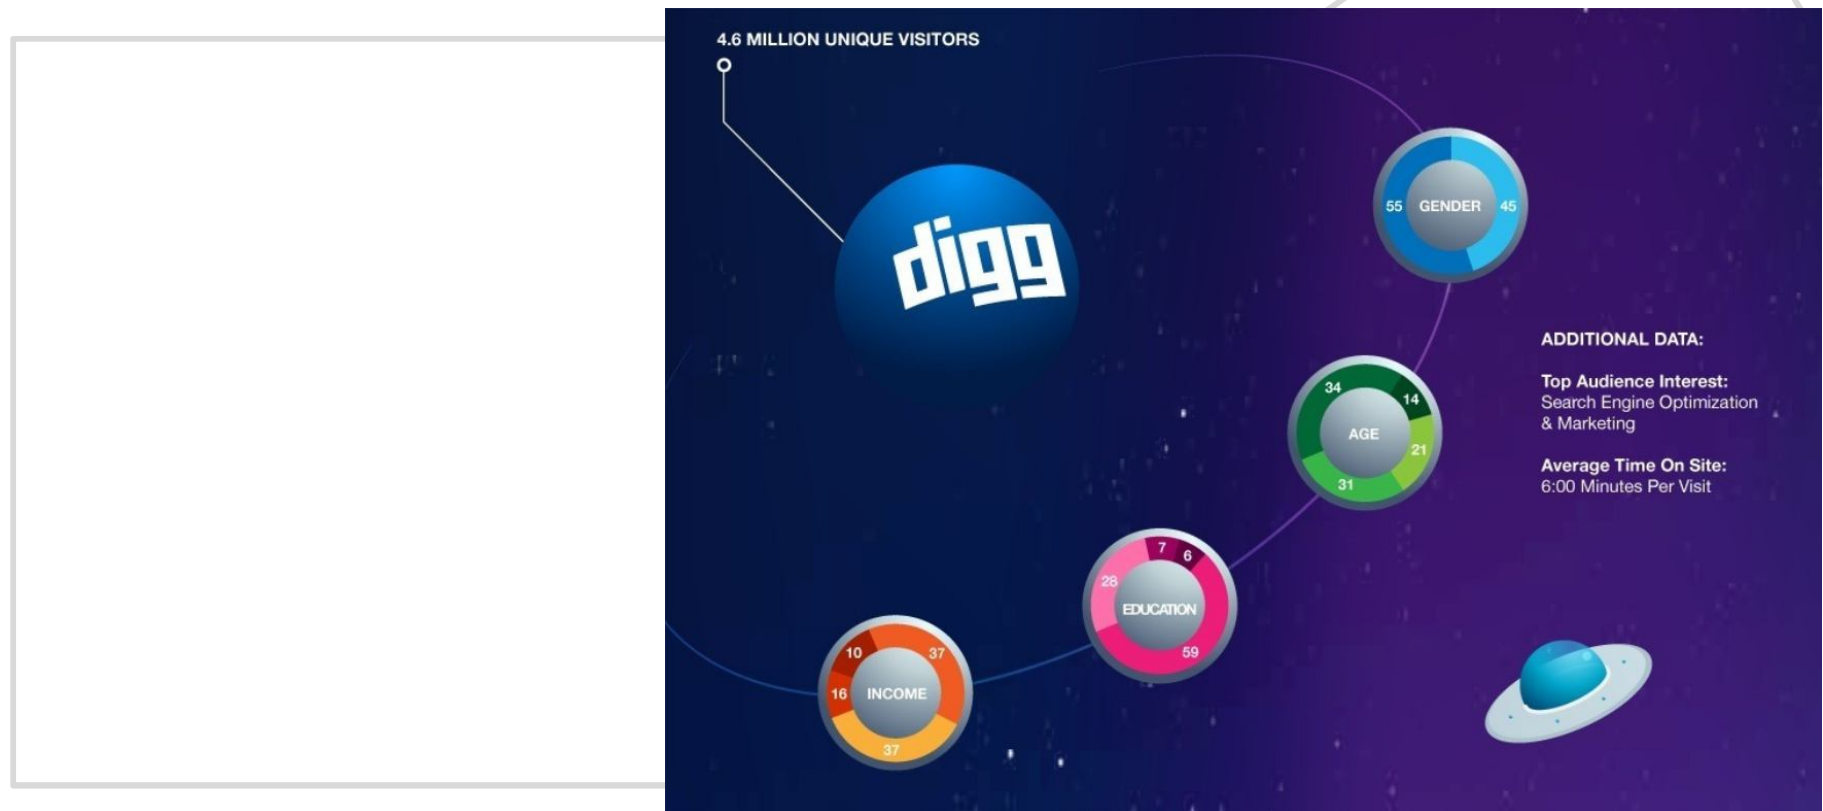 4.6 MILLION UNIQUE VISITORS
digg
55 GENDER 45
ADDITIONAL DATA:
Top Audience Interest:
Search Engine Optimization
& Marketing
Average Time On Site:
6:00 Minutes Per Visit
34
14
AGE
21
31
7
6
28
EDUCATION
59
10
37
16
INCOME
37